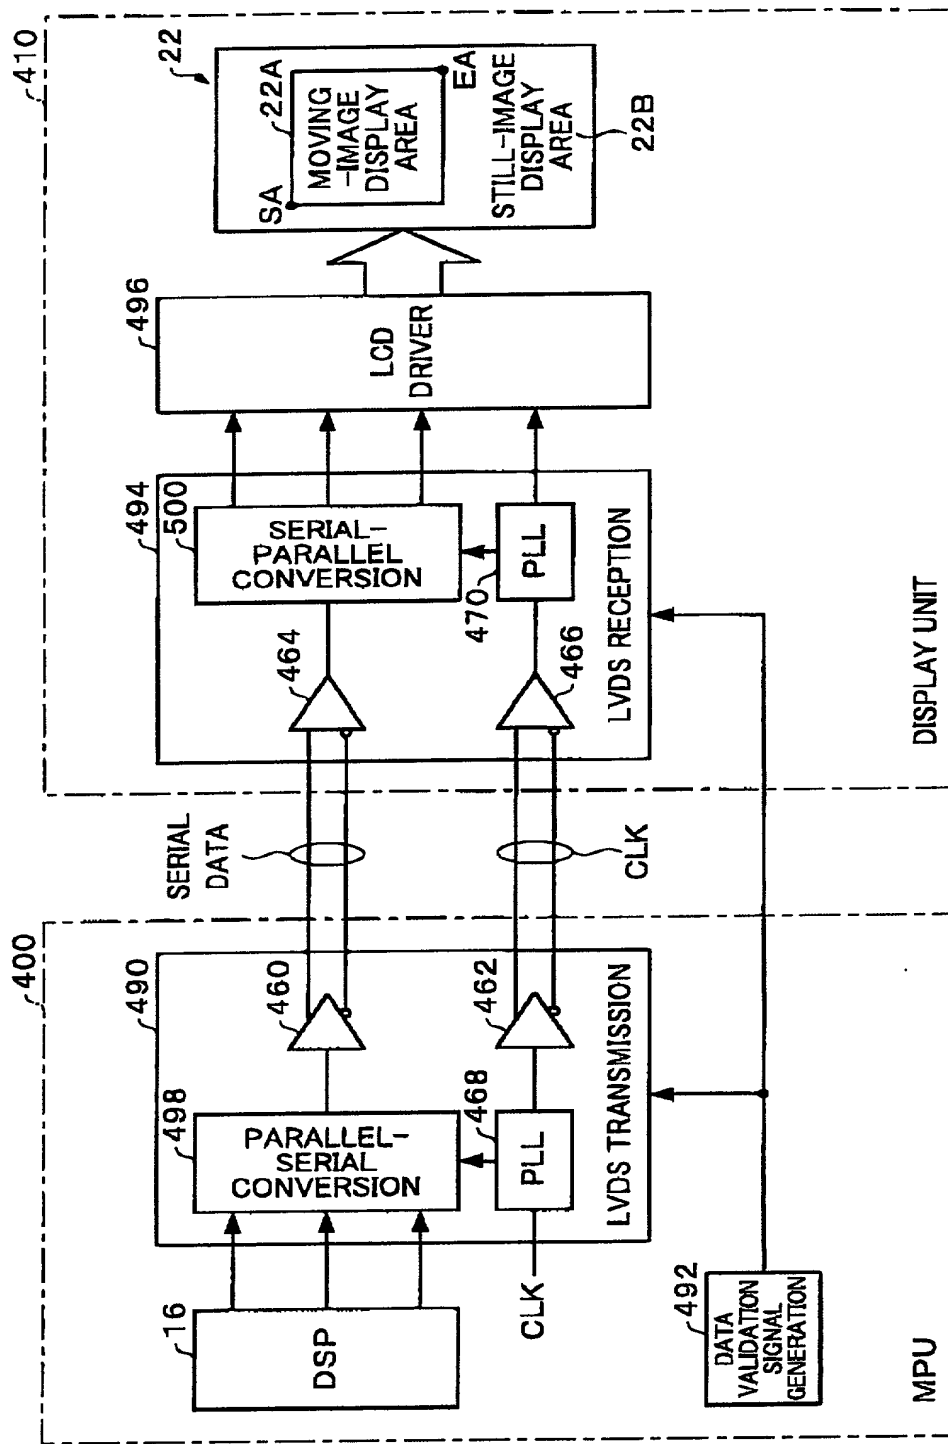 400
410
490
SERIAL
DATA
494
496
22
16
498
460
464
500
SA
22A
DSP
PARALLEL-
SERIAL
CONVERSION
SERIAL-
PARALLEL
CONVERSION
LCD
DRIVER
MOVING
-IMAGE
DISPLAY
AREA
EA
468
462
466
470
STILL-IMAGE
DISPLAY
AREA
22B
CLK
PLL
PLL
LVDS TRANSMISSION
CLK
LVDS RECEPTION
492
DATA
VALIDATION
SIGNAL
GENERATION
MPU
DISPLAY UNIT